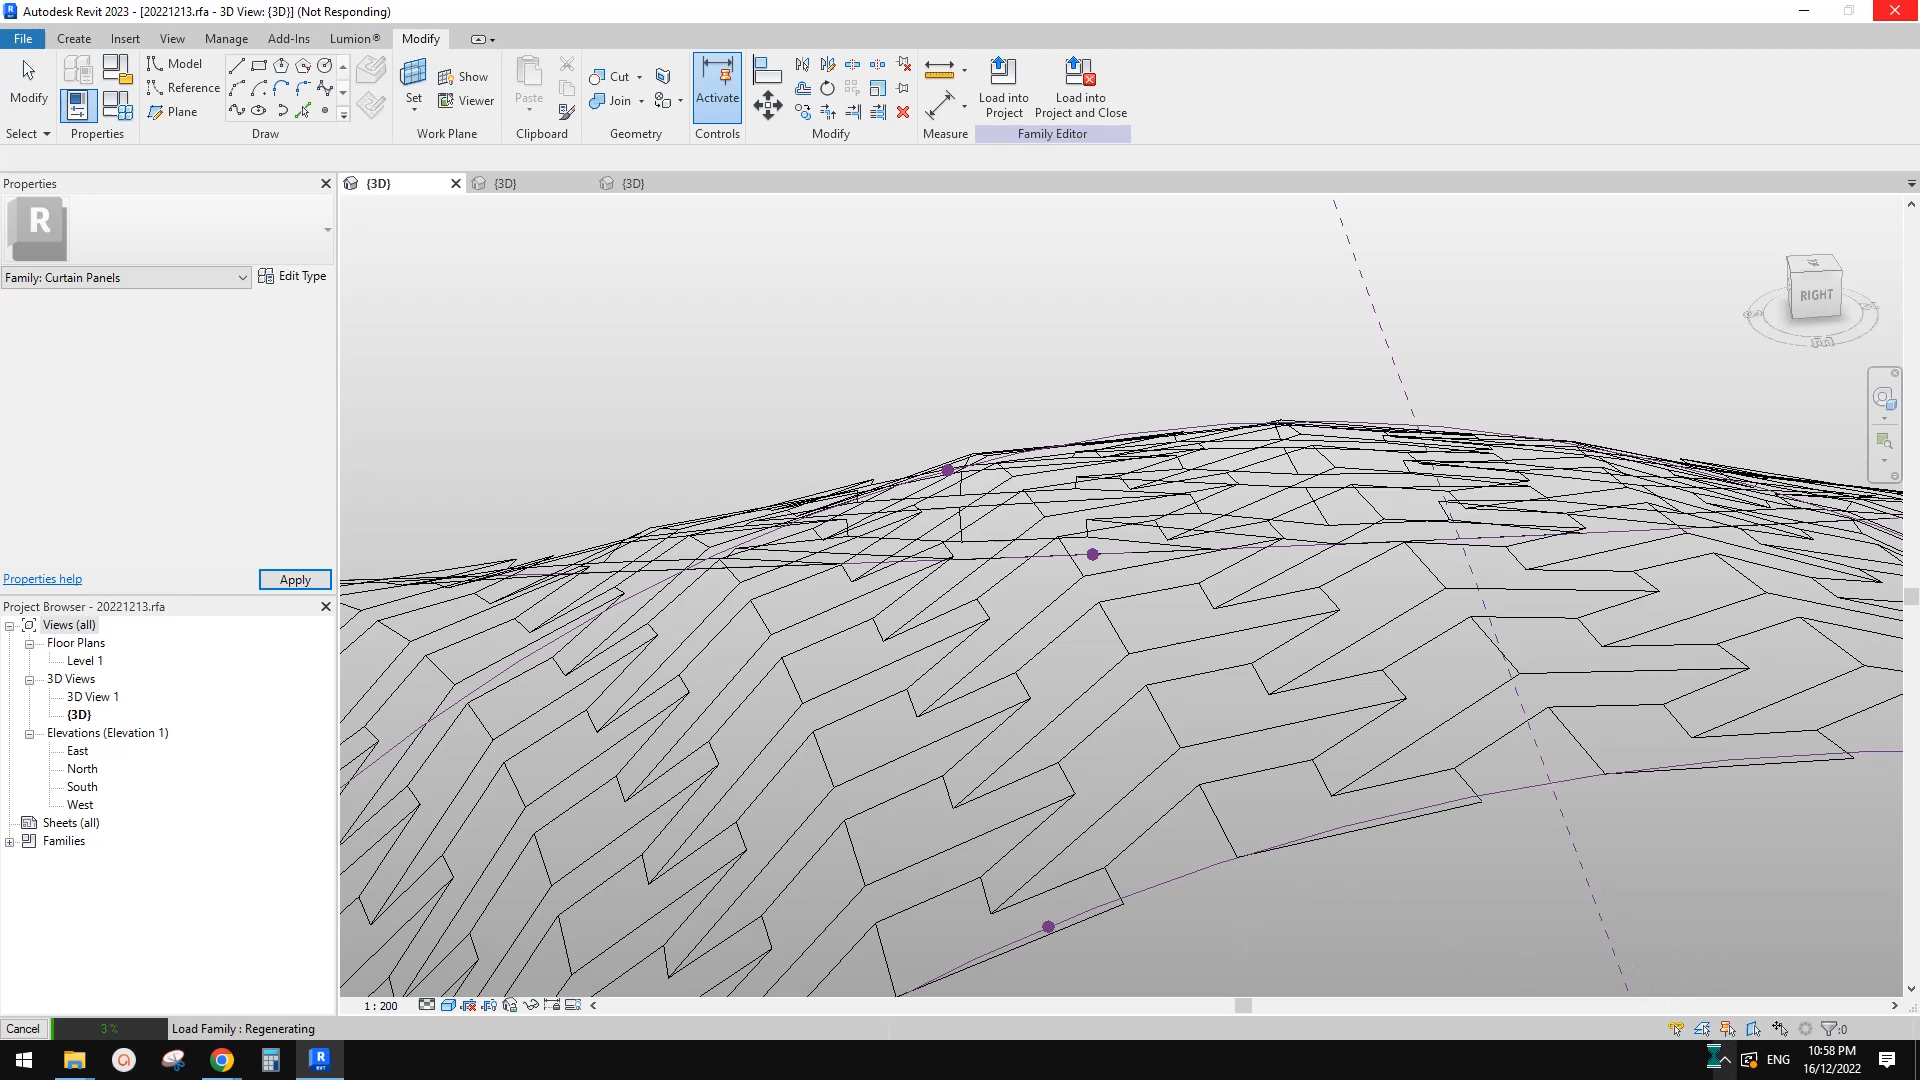 Autodesk Revit 2023 - [20221213.rfa - 3D View: {3D}] (Not Responding)
File Create Insert View Manage Add-Ins Lumion® Modify
Modify
Select
Properties
Model
Reference
Plane
Draw
Set
Show
Viewer
Work Plane
Paste
Clipboard
Cut
Join
Geometry
Activate
Controls
Modify
Measure
Load into
Project
Load into
Project and Close
Family Editor
Properties
{3D} {3D} {3D}
R
Family: Curtain Panels
Edit Type
RIGHT
Properties help
Apply
Project Browser - 20221213.rfa
Views (all)
Floor Plans
Level 1
3D Views
3D View 1
{3D}
Elevations (Elevation 1)
East
North
South
West
Sheets (all)
Families
1 : 200
Cancel
3 %
Load Family : Regenerating
:0
R
RVT
ENG
10:58 PM
16/12/2022